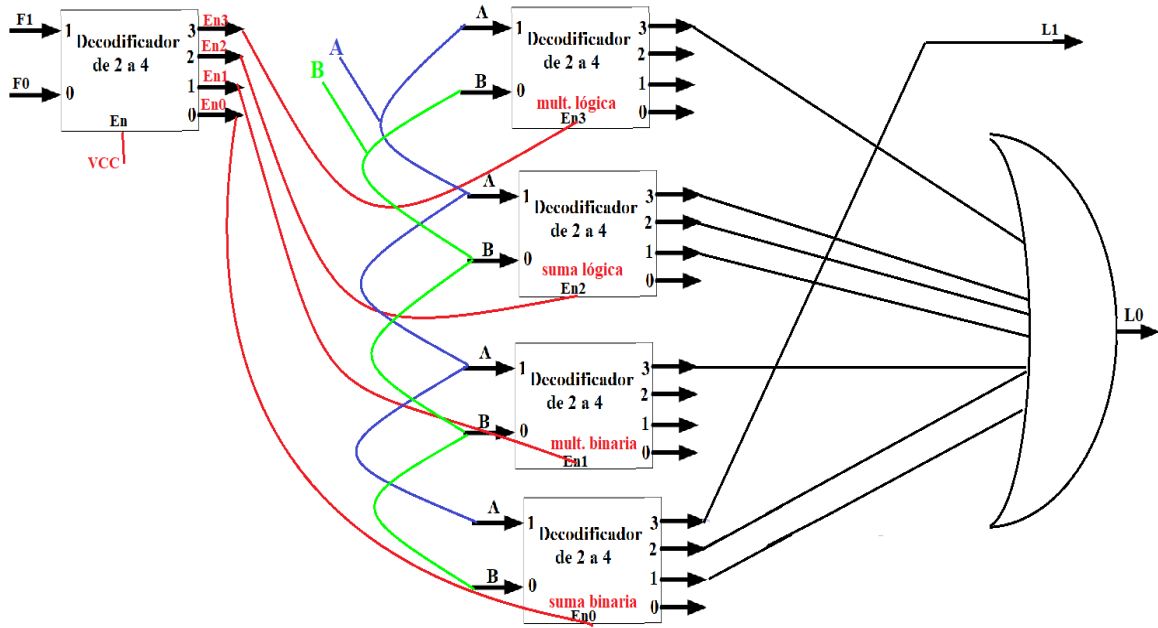 F1
F0
1
0
Decodificador
de 2 a 4
En
VCC
3
2
1
0
En3
En2
En1
En0
A
B
A
B
1
0
Decodificador
de 2 a 4
mult. lógica
En3
3
2
1
0
A
B
1
0
Decodificador
de 2 a 4
suma lógica
En2
3
2
1
0
A
B
1
0
Decodificador
de 2 a 4
mult. binaria
En1
3
2
1
0
A
B
1
0
Decodificador
de 2 a 4
suma binaria
En0
3
2
1
0
L1
L0